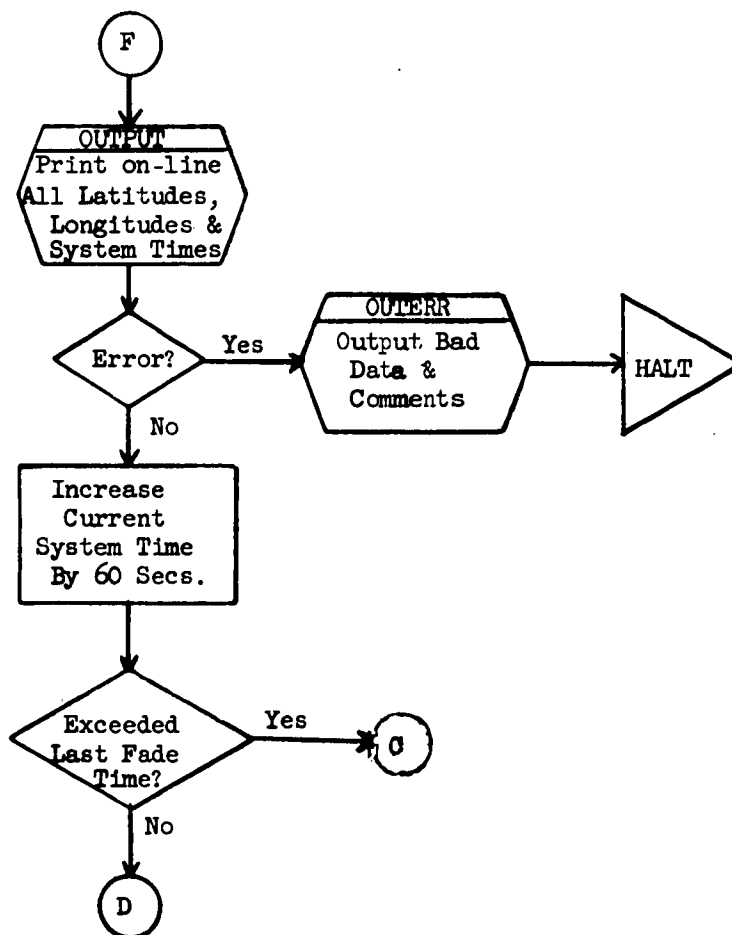 F
OUTPUT
Print on-line
All Latitudes,
Longitudes &
System Times
Error?
Yes
OUTERR
Output Bad
Data &
Comments
HALT
No
Increase
Current
System Time
By 60 Secs.
Exceeded
Last Fade
Time?
Yes
C
No
D